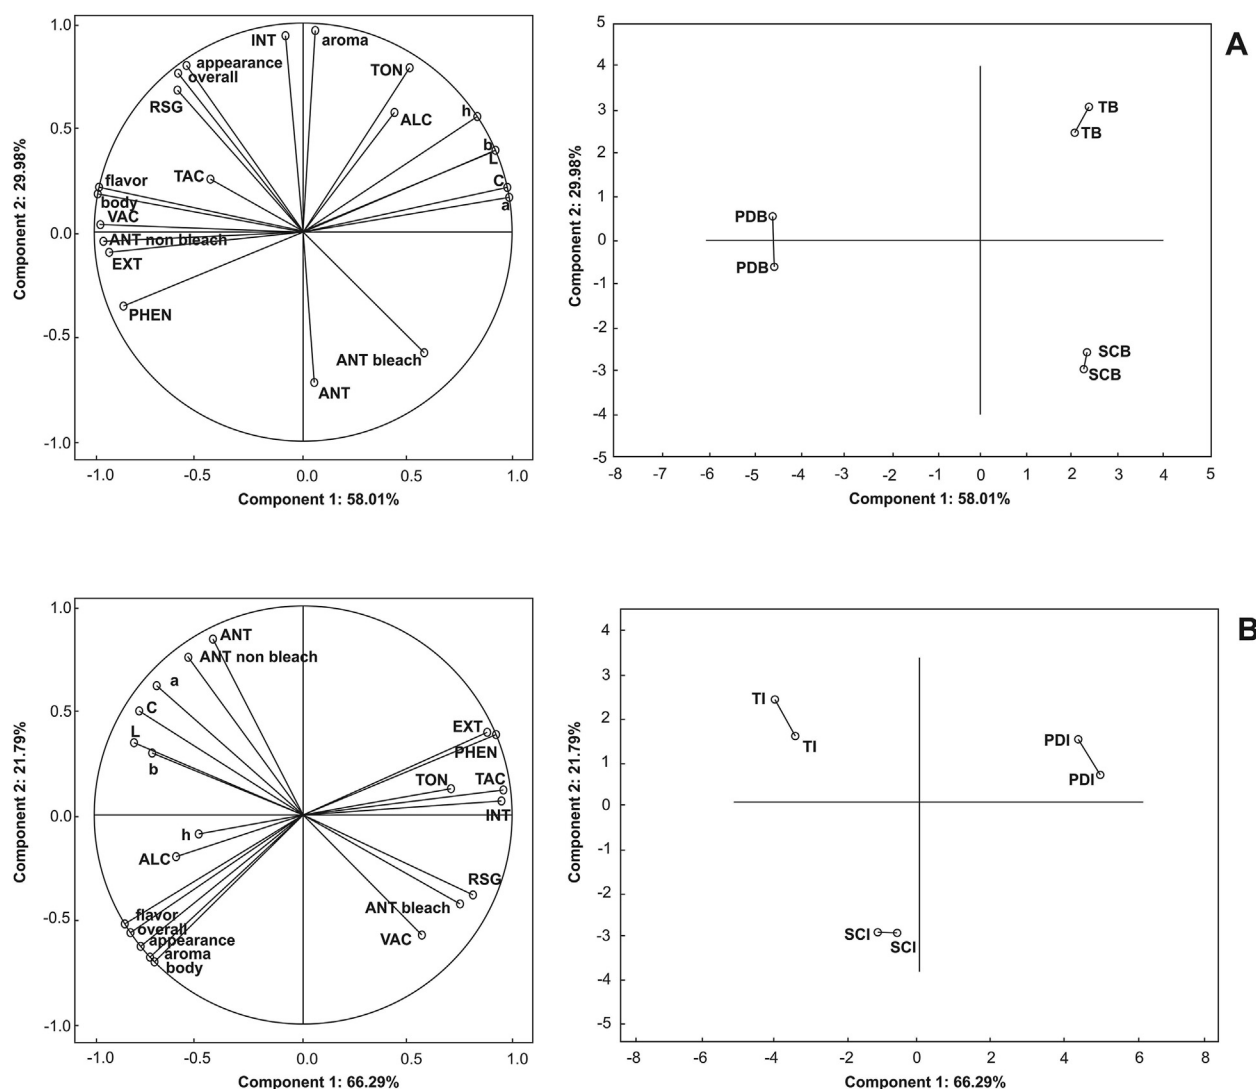 1.0
0.5
0.0
-0.5
-1.0
Component 2: 29.98%
INT
aroma
appearance
overall
TON
RSG
h
ALC
b
L
TAC
flavor
C
body
a
VAC
ANT non bleach
EXT
PHEN
ANT bleach
ANT
-1.0 -0.5 0.0 0.5 1.0
Component 1: 58.01%
A
5
4
3
2
1
0
-1
-2
-3
-4
-5
Component 2: 29.98%
TB
TB
PDB
PDB
SCB
SCB
-8 -7 -6 -5 -4 -3 -2 -1 0 1 2 3 4 5
Component 1: 58.01%
1.0
0.5
0.0
-0.5
-1.0
Component 2: 21.79%
ANT
ANT non bleach
a
C
L
b
EXT
PHEN
TON
TAC
INT
h
ALC
RSG
ANT bleach
VAC
flavor
overall
appearance
aroma
body
-1.0 -0.5 0.0 0.5 1.0
Component 1: 66.29%
B
4
3
2
1
0
-1
-2
-3
-4
-5
Component 2: 21.79%
TI
TI
PDI
PDI
SCI
SCI
-8 -6 -4 -2 0 2 4 6 8
Component 1: 66.29%